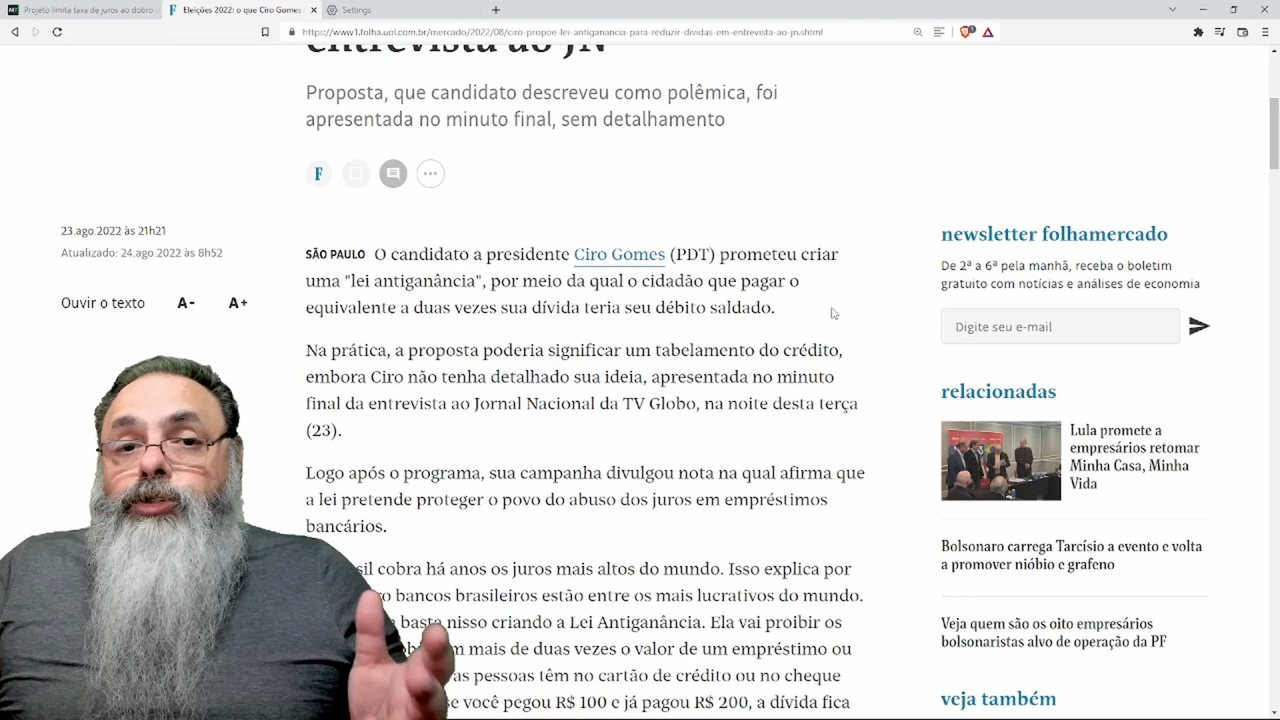 Projeto limita taxa de juros ao dobro
Eleições 2022: o que Ciro Gomes
Settings
https://www1.folha.uol.com.br/mercado/2022/08/ciro-propoe-lei-antiganancia-para-reduzir-dividas-em-entrevista-ao-jn.shtml
entrevista ao JN
Proposta, que candidato descreveu como polêmica, foi
apresentada no minuto final, sem detalhamento
F
23.ago.2022 às 21h21
Atualizado: 24.ago.2022 às 8h52
Ouvir o texto A- A+
SÃO PAULO O candidato a presidente Ciro Gomes (PDT) prometeu criar
uma "lei antiganância", por meio da qual o cidadão que pagar o
equivalente a duas vezes sua dívida teria seu débito saldado.
Na prática, a proposta poderia significar um tabelamento do crédito,
embora Ciro não tenha detalhado sua ideia, apresentada no minuto
final da entrevista ao Jornal Nacional da TV Globo, na noite desta terça
(23).
Logo após o programa, sua campanha divulgou nota na qual afirma que
a lei pretende proteger o povo do abuso dos juros em empréstimos
bancários.
sil cobra há anos os juros mais altos do mundo. Isso explica por
bancos brasileiros estão entre os mais lucrativos do mundo.
basta nisso criando a Lei Antiganância. Ela vai proibir os
m mais de duas vezes o valor de um empréstimo ou
as pessoas têm no cartão de crédito ou no cheque
se você pegou R$ 100 e já pagou R$ 200, a dívida fica
newsletter folhamercado
De 2ª a 6ª pela manhã, receba o boletim
gratuito com notícias e análises de economia
Digite seu e-mail
relacionadas
Lula promete a
empresários retomar
Minha Casa, Minha
Vida
Bolsonaro carrega Tarcísio a evento e volta
a promover nióbio e grafeno
Veja quem são os oito empresários
bolsonaristas alvo de operação da PF
veja também